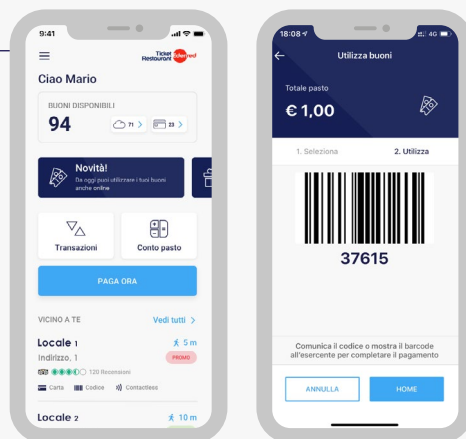 9:41
Ticket
Restaurant Edenred
Ciao Mario
BUONI DISPONIBILI
94
71
23
Novità!
Da oggi puoi utilizzare i tuoi buoni
anche online
Transazioni
Conto pasto
PAGA ORA
VICINO A TE
Vedi tutti
Locale 1
5 m
Indirizzo, 1
PROMO
120 Recensioni
Carta
Codice
Contactless
Locale 2
10 m
18:08
4G
Utilizza buoni
Totale pasto
€ 1,00
1. Seleziona
2. Utilizza
37615
Comunica il codice o mostra il barcode
all'esercente per completare il pagamento
ANNULLA
HOME